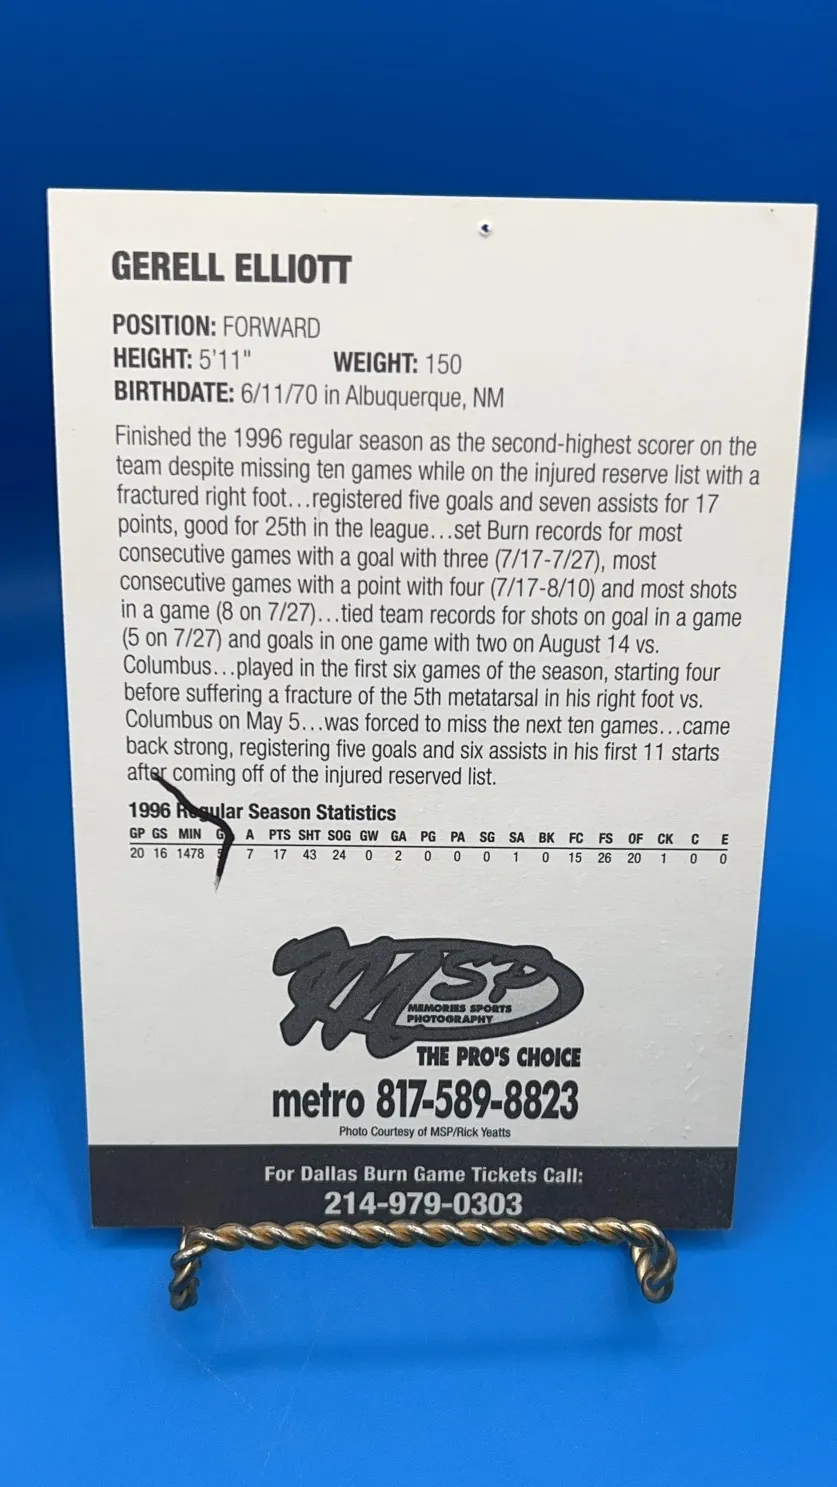 GERELL ELLIOTT
POSITION: FORWARD
HEIGHT: 5'11" WEIGHT: 150
BIRTHDATE: 6/11/70 in Albuquerque, NM
Finished the 1996 regular season as the second-highest scorer on the
team despite missing ten games while on the injured reserve list with a
fractured right foot...registered five goals and seven assists for 17
points, good for 25th in the league...set Burn records for most
consecutive games with a goal with three (7/17-7/27), most
consecutive games with a point with four (7/17-8/10) and most shots
in a game (8 on 7/27)...tied team records for shots on goal in a game
(5 on 7/27) and goals in one game with two on August 14 vs.
Columbus...played in the first six games of the season, starting four
before suffering a fracture of the 5th metatarsal in his right foot vs.
Columbus on May 5...was forced to miss the next ten games...came
back strong, registering five goals and six assists in his first 11 starts
after coming off of the injured reserved list.
1996 Regular Season Statistics
GP GS MIN G A PTS SHT SOG GW GA PG PA SG SA BK FC FS OF CK C E
20 16 1478 5 7 17 43 24 0 2 0 0 0 1 0 15 26 20 1 0 0
MSP
MEMORIES SPORTS
PHOTOGRAPHY
THE PRO'S CHOICE
metro 817-589-8823
Photo Courtesy of MSP/Rick Yeatts
For Dallas Burn Game Tickets Call:
214-979-0303